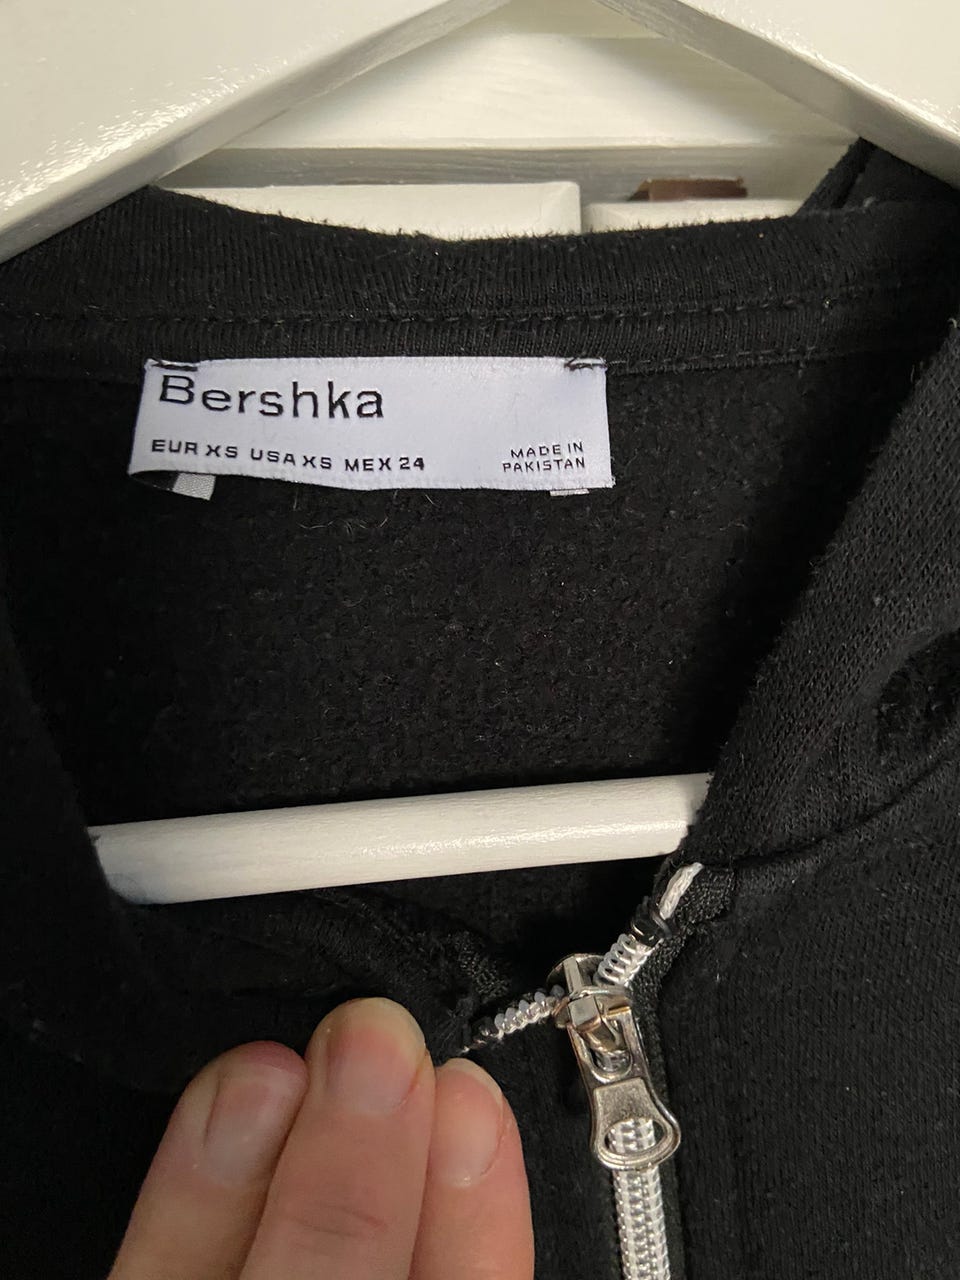 Bershka
EUR XS USA XS MEX 24
MADE IN
PAKISTAN